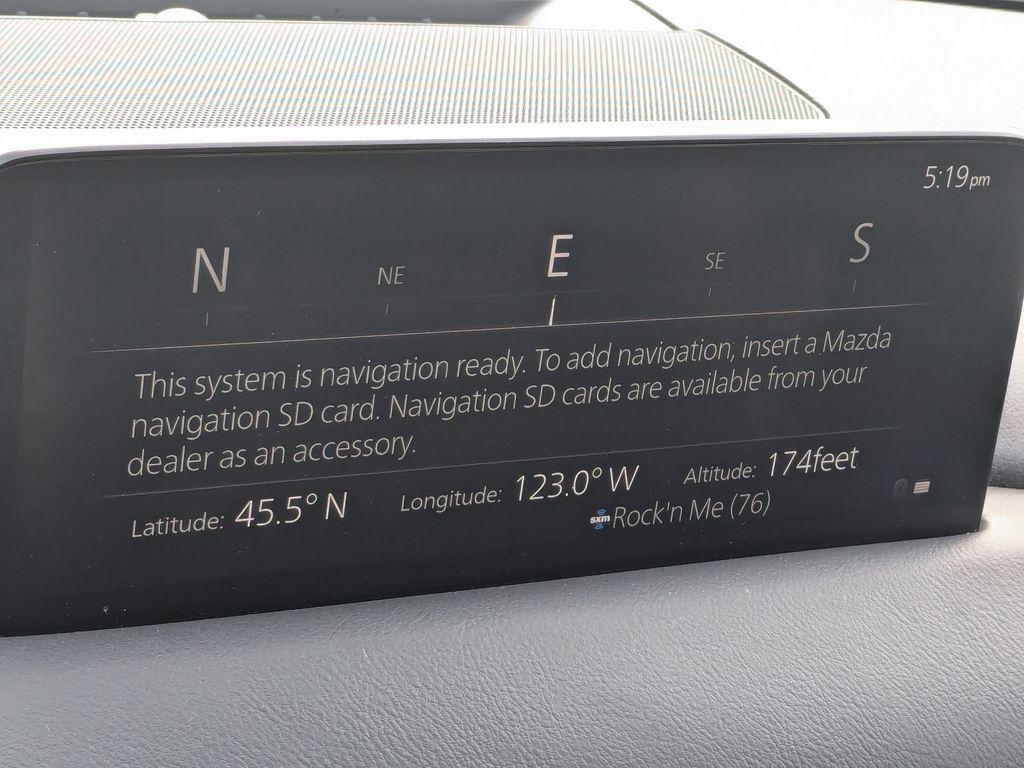 5:19pm
N NE E SE S
This system is navigation ready. To add navigation, insert a Mazda
navigation SD card. Navigation SD cards are available from your
dealer as an accessory.
Latitude: 45.5° N Longitude: 123.0° W Altitude: 174feet
sxm Rock'n Me (76)